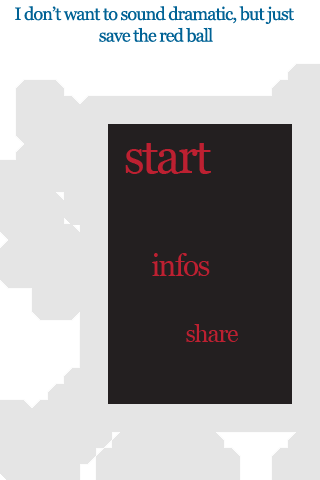 I don’t want to sound dramatic, but just
save the red ball
start
infos
share